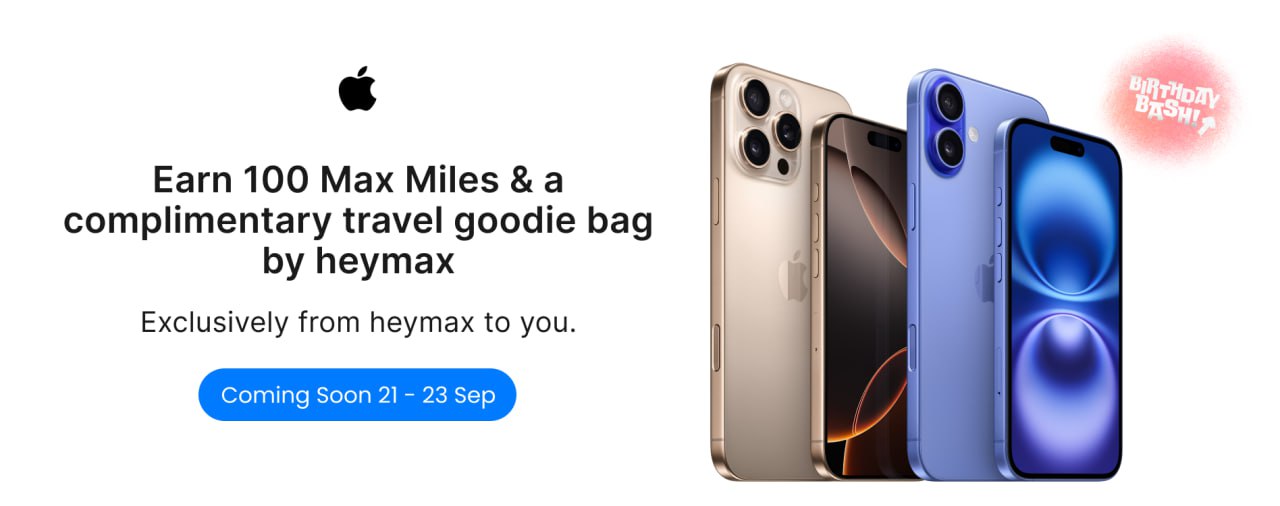 Earn 100 Max Miles & a
complimentary travel goodie bag
by heymax
Exclusively from heymax to you.
Coming Soon 21 - 23 Sep
BIRTHDAY
BASH!